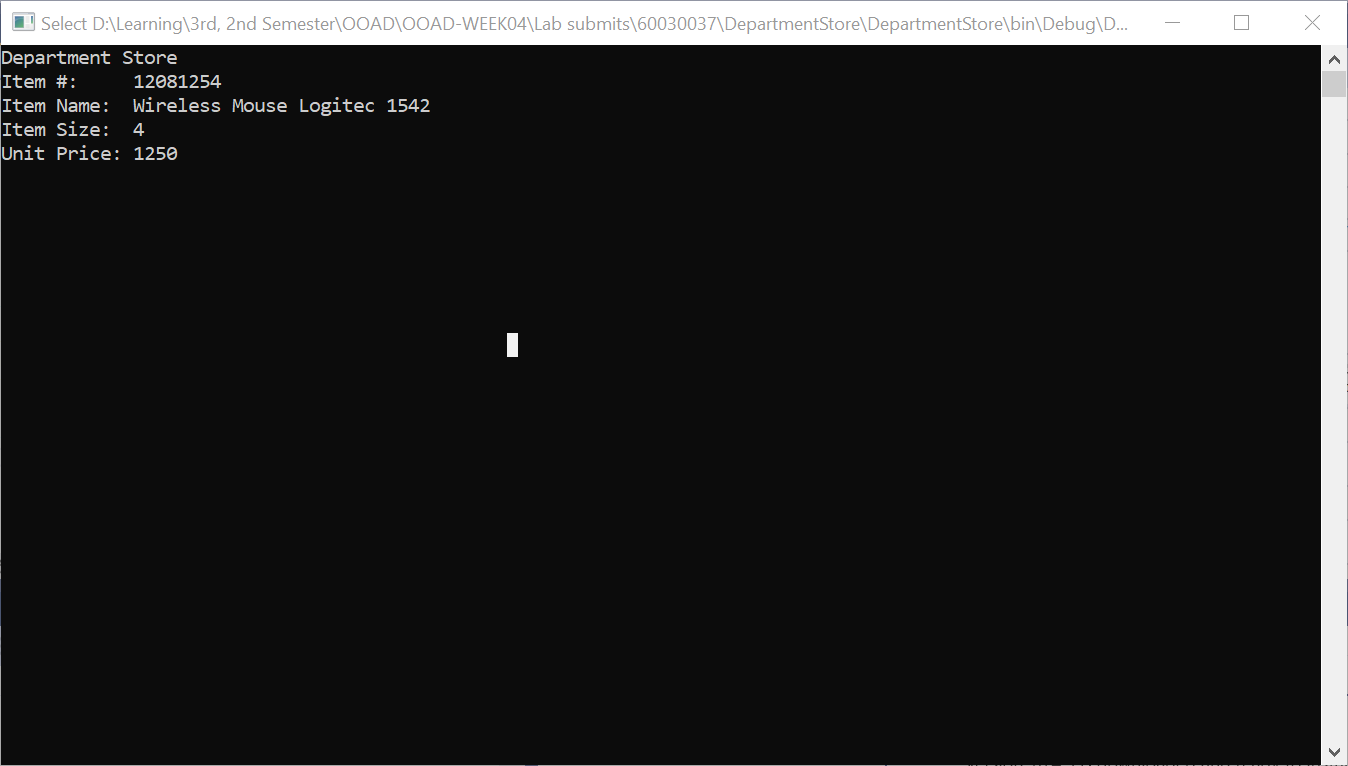 Select D:\Learning\3rd, 2nd Semester\OOAD\OOAD-WEEK04\Lab submits\60030037\DepartmentStore\DepartmentStore\bin\Debug\D...
Department Store
Item #:     12081254
Item Name:  Wireless Mouse Logitec 1542
Item Size:  4
Unit Price: 1250